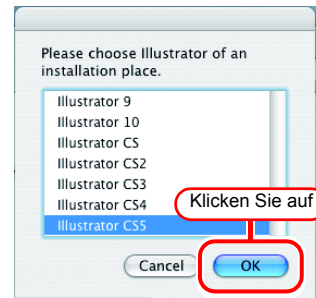 Please choose Illustrator of an
installation place.
Illustrator 9
Illustrator 10
Illustrator CS
Illustrator CS2
Illustrator CS3
Illustrator CS4
Klicken Sie auf
Illustrator CS5
Cancel
OK